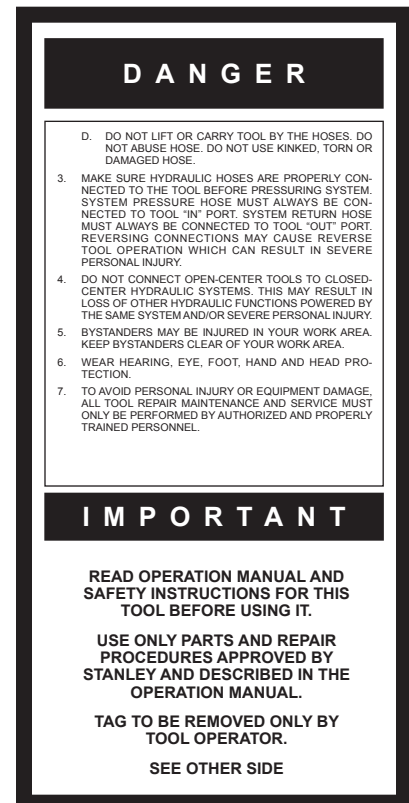 DANGER
D. DO NOT LIFT OR CARRY TOOL BY THE HOSES. DO
NOT ABUSE HOSE. DO NOT USE KINKED, TORN OR
DAMAGED HOSE.
3. MAKE SURE HYDRAULIC HOSES ARE PROPERLY CON-
NECTED TO THE TOOL BEFORE PRESSURING SYSTEM.
SYSTEM PRESSURE HOSE MUST ALWAYS BE CON-
NECTED TO TOOL “IN” PORT. SYSTEM RETURN HOSE
MUST ALWAYS BE CONNECTED TO TOOL “OUT” PORT.
REVERSING CONNECTIONS MAY CAUSE REVERSE
TOOL OPERATION WHICH CAN RESULT IN SEVERE
PERSONAL INJURY.
4. DO NOT CONNECT OPEN-CENTER TOOLS TO CLOSED-
CENTER HYDRAULIC SYSTEMS. THIS MAY RESULT IN
LOSS OF OTHER HYDRAULIC FUNCTIONS POWERED BY
THE SAME SYSTEM AND/OR SEVERE PERSONAL INJURY.
5. BYSTANDERS MAY BE INJURED IN YOUR WORK AREA.
KEEP BYSTANDERS CLEAR OF YOUR WORK AREA.
6. WEAR HEARING, EYE, FOOT, HAND AND HEAD PRO-
TECTION.
7. TO AVOID PERSONAL INJURY OR EQUIPMENT DAMAGE,
ALL TOOL REPAIR MAINTENANCE AND SERVICE MUST
ONLY BE PERFORMED BY AUTHORIZED AND PROPERLY
TRAINED PERSONNEL.
IMPORTANT
READ OPERATION MANUAL AND
SAFETY INSTRUCTIONS FOR THIS
TOOL BEFORE USING IT.
USE ONLY PARTS AND REPAIR
PROCEDURES APPROVED BY
STANLEY AND DESCRIBED IN THE
OPERATION MANUAL.
TAG TO BE REMOVED ONLY BY
TOOL OPERATOR.
SEE OTHER SIDE